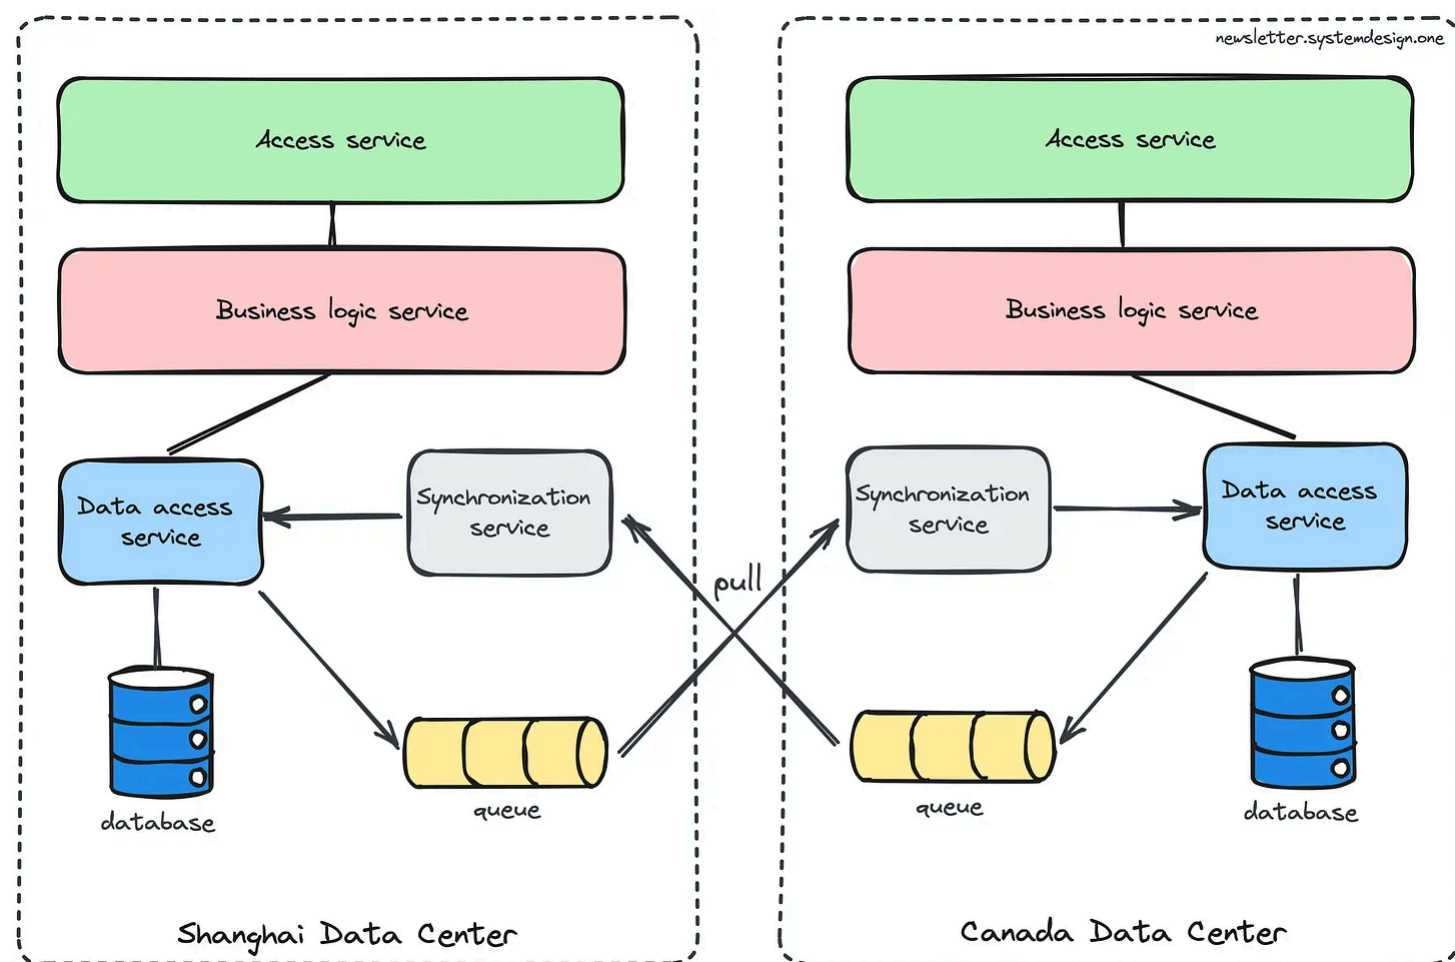 newsletter.systemdesign.one
Access service
Business logic service
Data access
service
Synchronization
service
database
queue
Shanghai Data Center
pull
Access service
Business logic service
Synchronization
service
Data access
service
queue
database
Canada Data Center